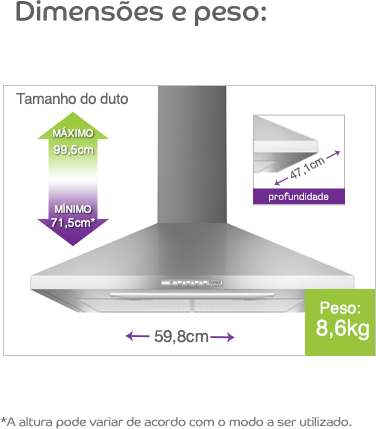 Dimensões e peso:
Tamanho do duto
MÁXIMO
99,5cm
MÍNIMO
71,5cm*
47,1cm
profundidade
59,8cm
Peso:
8,6kg
*A altura pode variar de acordo com o modo a ser utilizado.